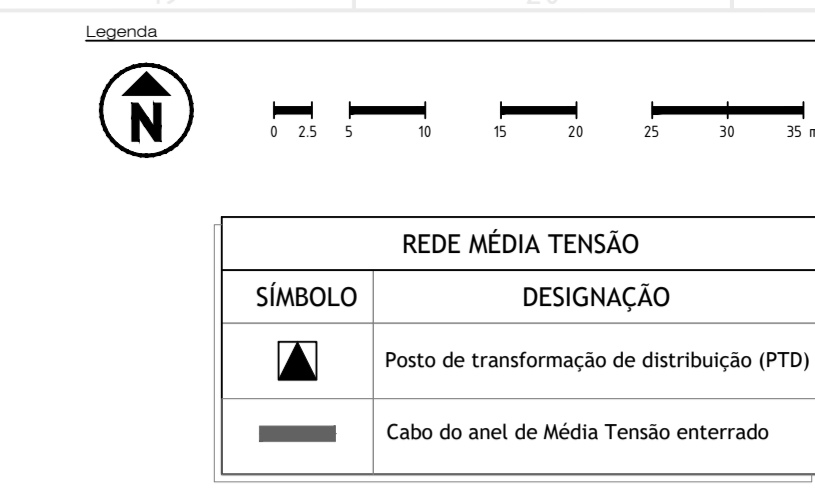 Legenda
N
0 2.5 5 10 15 20 25 30 35 m
REDE MÉDIA TENSÃO
SÍMBOLO DESIGNAÇÃO
Posto de transformação de distribuição (PTD)
Cabo do anel de Média Tensão enterrado